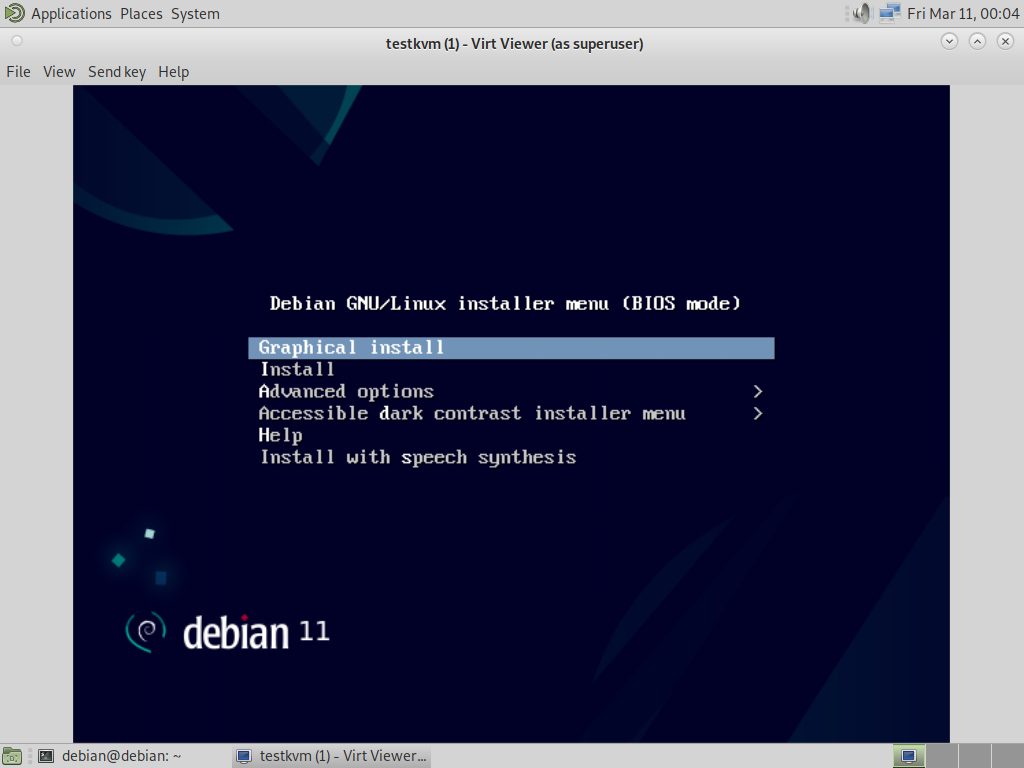 Applications Places System Fri Mar 11, 00:04
testkvm (1) - Virt Viewer (as superuser)
File View Send key Help
Debian GNU/Linux installer menu (BIOS mode)
Graphical install
Install
Advanced options >
Accessible dark contrast installer menu >
Help
Install with speech synthesis
debian 11
debian@debian: ~ testkvm (1) - Virt Viewer...